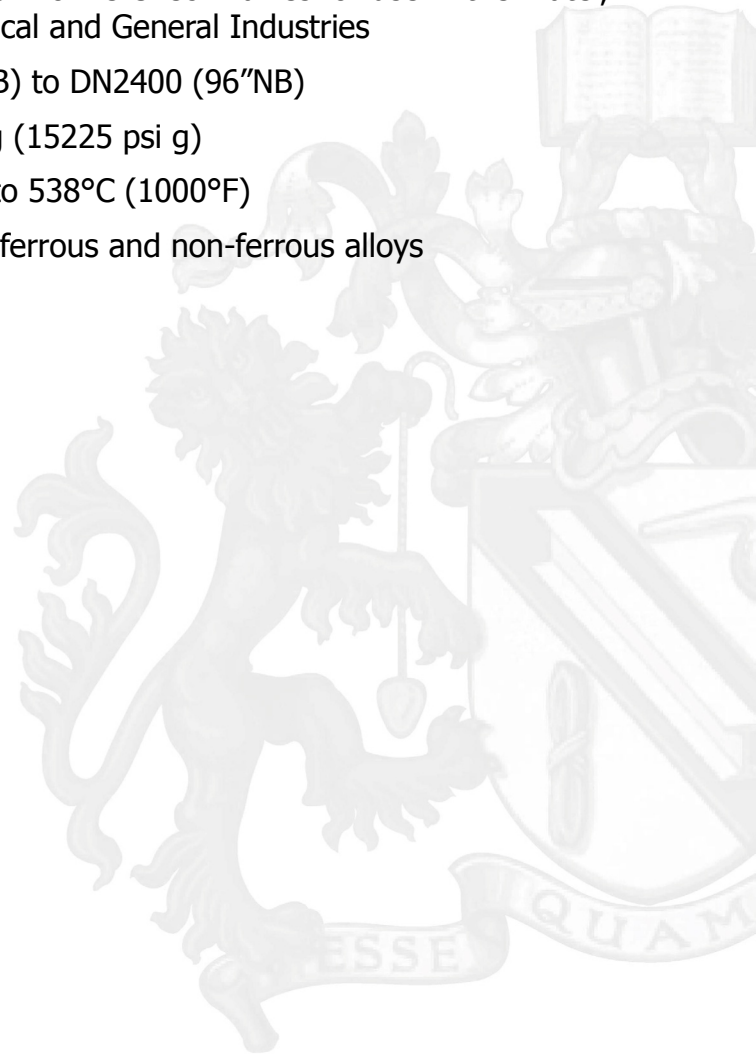 cal and General Industries
B) to DN2400 (96”NB)
g (15225 psi g)
to 538°C (1000°F)
ferrous and non-ferrous alloys
ESSE
QUAM